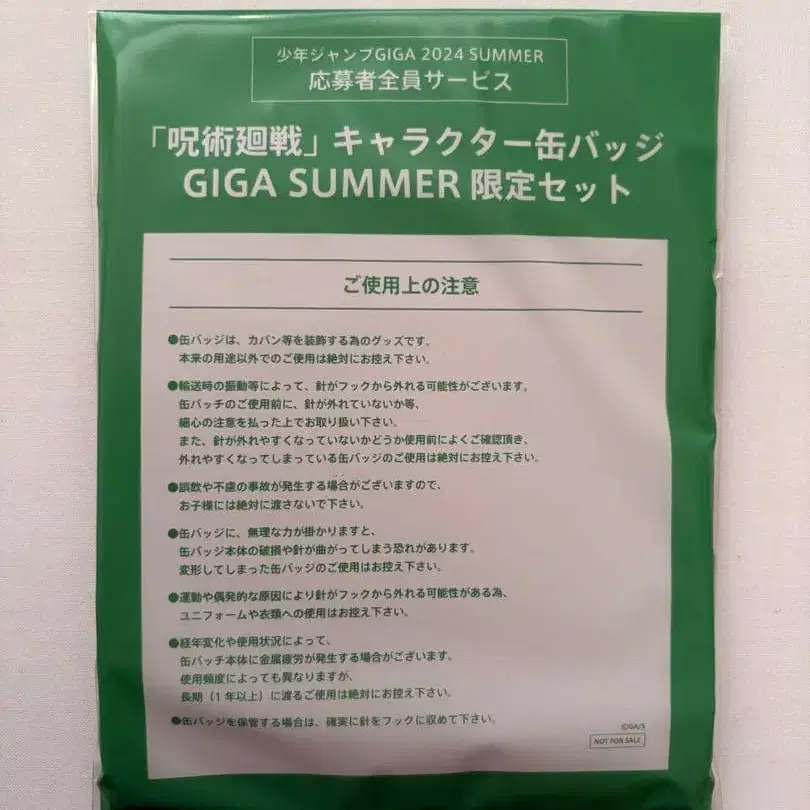 少年ジャンプGIGA 2024 SUMMER
応募者全員サービス
「呪術廻戦」キャラクター缶バッジ
GIGA SUMMER 限定セット
ご使用上の注意
●缶バッジは、カバン等を装飾する為のグッズです。
本来の用途以外でのご使用は絶対にお控え下さい。
●輸送時の振動等によって、針がフックから外れる可能性がございます。
缶バッチのご使用前に、針が外れていないか等、
細心の注意を払った上でお取り扱い下さい。
また、針が外れやすくなっていないかどうか使用前によくご確認頂き、
外れやすくなってしまっている缶バッジのご使用は絶対にお控え下さい。
●誤飲や不慮の事故が発生する場合がございますので、
お子様には絶対に渡さないで下さい。
●缶バッジに、無理な力が掛かりますと、
缶バッジ本体の破損や針が曲がってしまう恐れがあります。
変形してしまった缶バッジのご使用はお控え下さい。
●運動や偶発的な原因により針がフックから外れる可能性がある為、
ユニフォームや衣類への使用はお控え下さい。
●経年変化や使用状況によって、
缶バッチ本体に金属疲労が発生する場合がございます。
使用頻度によっても異なりますが、
長期（1年以上）に渡るご使用は絶対にお控え下さい。
●缶バッジを保管する場合は、確実に針をフックに収めて下さい。
©GA/S
NOT FOR SALE